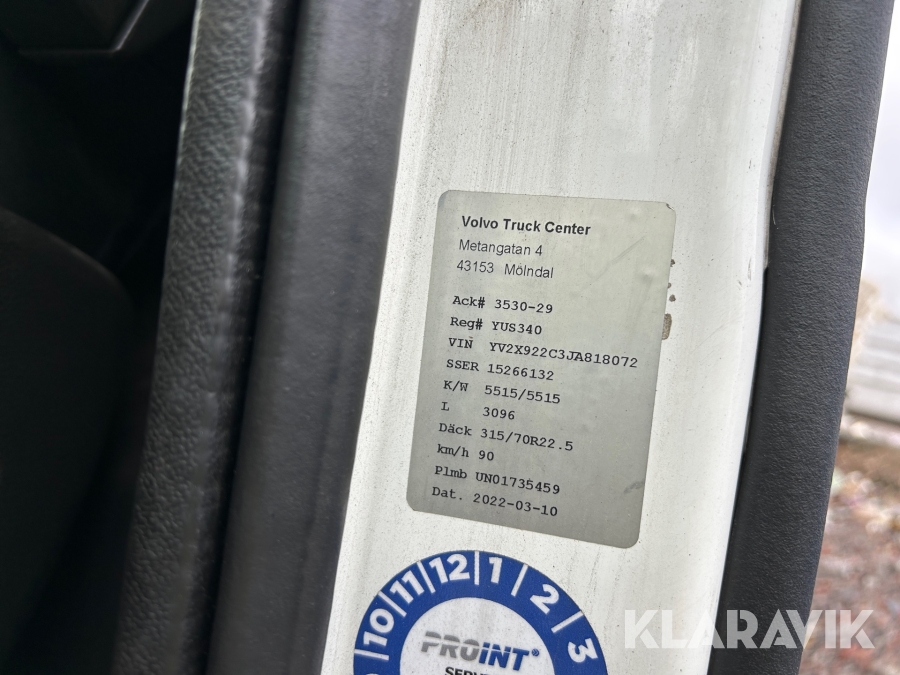 Volvo Truck Center
Metangatan 4
43153 Mölndal
Ack# 3530-29
Reg# YUS340
VIN YV2X922C3JA818072
SSER 15266132
K/W 5515/5515
L 3096
Däck 315/70R22.5
km/h 90
Plmb UN01735459
Dat. 2022-03-10
10 11 12 1 2 3
PROINT®
KLARAVIK